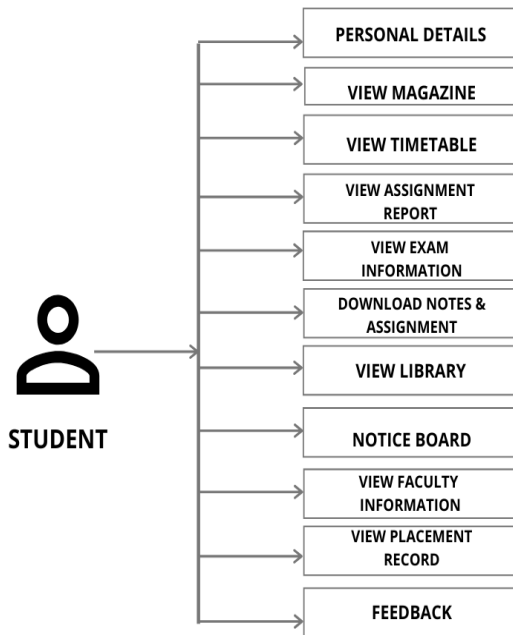 PERSONAL DETAILS
VIEW MAGAZINE
VIEW TIMETABLE
VIEW ASSIGNMENT
REPORT
VIEW EXAM
INFORMATION
DOWNLOAD NOTES &
ASSIGNMENT
VIEW LIBRARY
STUDENT
NOTICE BOARD
VIEW FACULTY
INFORMATION
VIEW PLACEMENT
RECORD
FEEDBACK